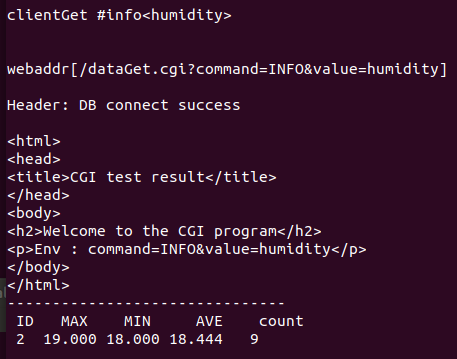 clientGet #info<humidity>
webaddr[/dataGet.cgi?command=INFO&value=humidity]
Header: DB connect success
<html>
<head>
<title>CGI test result</title>
</head>
<body>
<h2>Welcome to the CGI program</h2>
<p>Env : command=INFO&value=humidity</p>
</body>
</html>
-------------------------------
ID MAX MIN AVE count
2 19.000 18.000 18.444 9